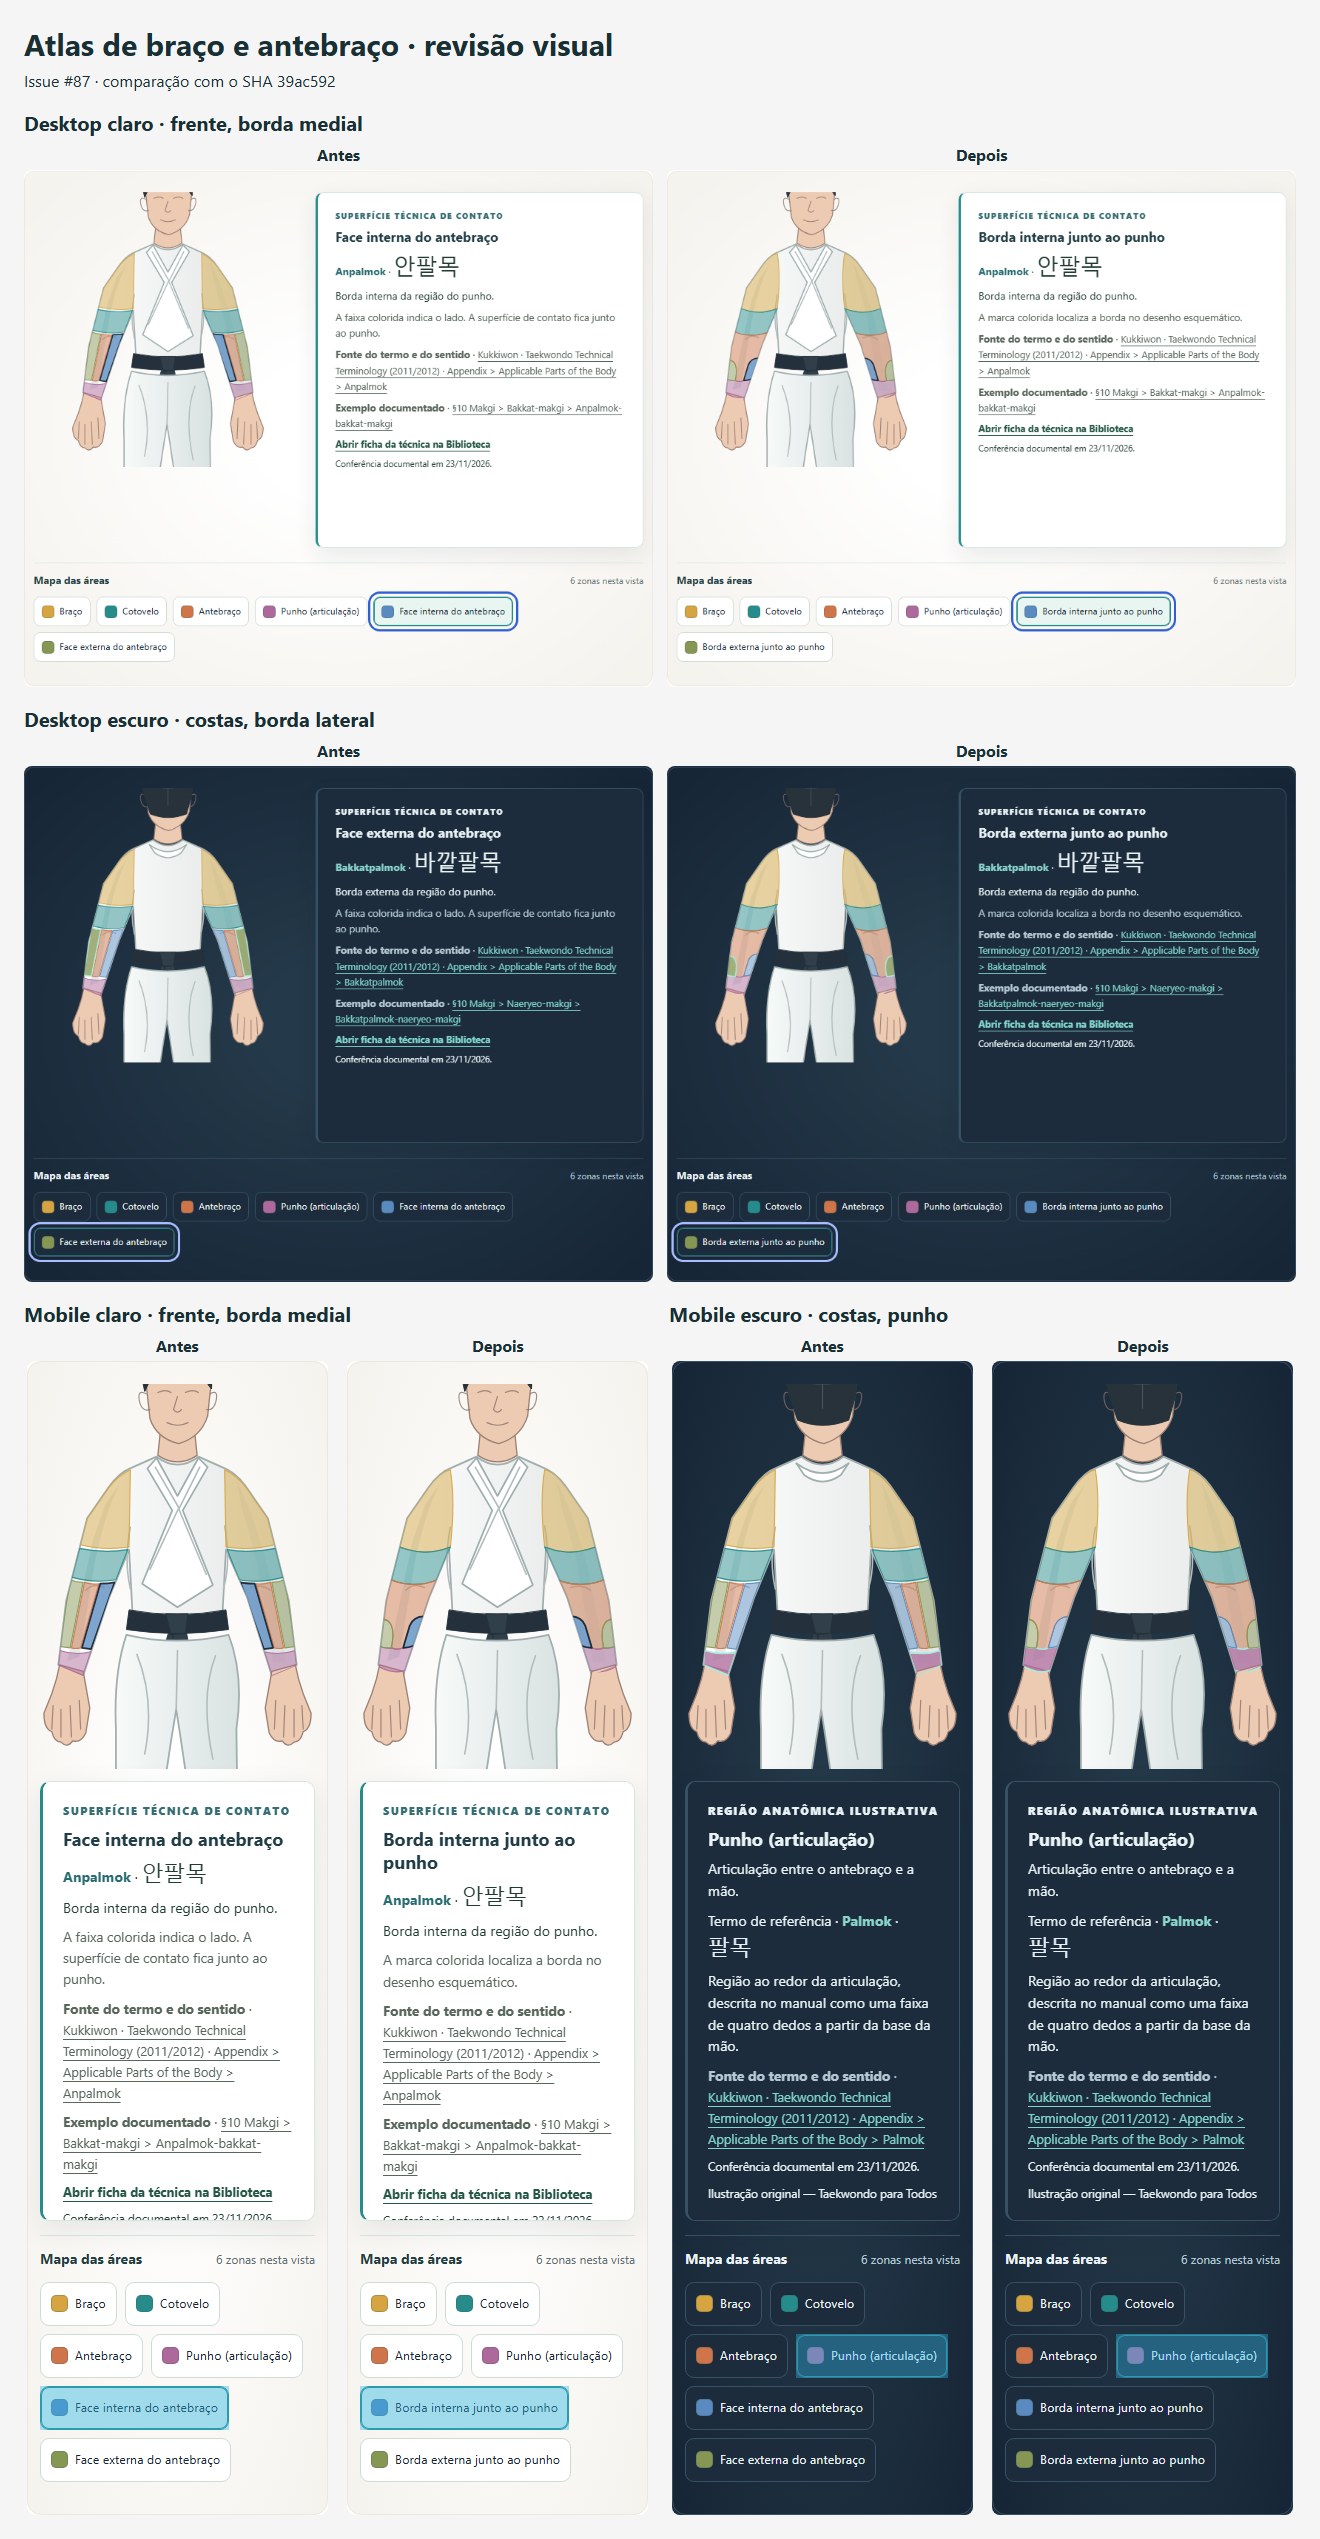 Atlas de braço e antebraço · revisão visual
Issue #87 · comparação com o SHA 39ac592
Desktop claro · frente, borda medial
Antes
SUPERFÍCIE TÉCNICA DE CONTATO
Face interna do antebraço
Anpalmok · 안팔목
Borda interna da região do punho.
A faixa colorida indica o lado. A superfície de contato fica junto
ao punho.
Fonte do termo e do sentido · Kukkiwon · Taekwondo Technical
Terminology (2011/2012) · Appendix > Applicable Parts of the Body
> Anpalmok
Exemplo documentado · §10 Makgi > Bakkat-makgi > Anpalmok-
bakkat-makgi
Abrir ficha da técnica na Biblioteca
Conferência documental em 23/11/2026.
Mapa das áreas
6 zonas nesta vista
Braço
Cotovelo
Antebraço
Punho (articulação)
Face interna do antebraço
Face externa do antebraço
Depois
SUPERFÍCIE TÉCNICA DE CONTATO
Borda interna junto ao punho
Anpalmok · 안팔목
Borda interna da região do punho.
A marca colorida localiza a borda no desenho esquemático.
Fonte do termo e do sentido · Kukkiwon · Taekwondo Technical
Terminology (2011/2012) · Appendix > Applicable Parts of the Body
> Anpalmok
Exemplo documentado · §10 Makgi > Bakkat-makgi > Anpalmok-
bakkat-makgi
Abrir ficha da técnica na Biblioteca
Conferência documental em 23/11/2026.
Mapa das áreas
6 zonas nesta vista
Braço
Cotovelo
Antebraço
Punho (articulação)
Borda interna junto ao punho
Borda externa junto ao punho
Desktop escuro · costas, borda lateral
Antes
SUPERFÍCIE TÉCNICA DE CONTATO
Face externa do antebraço
Bakkatpalmok · 바깥팔목
Borda externa da região do punho.
A faixa colorida indica o lado. A superfície de contato fica junto
ao punho.
Fonte do termo e do sentido · Kukkiwon · Taekwondo Technical
Terminology (2011/2012) · Appendix > Applicable Parts of the Body
> Bakkatpalmok
Exemplo documentado · §10 Makgi > Naeryeo-makgi >
Bakkatpalmok-naeryeo-makgi
Abrir ficha da técnica na Biblioteca
Conferência documental em 23/11/2026.
Mapa das áreas
6 zonas nesta vista
Braço
Cotovelo
Antebraço
Punho (articulação)
Face interna do antebraço
Face externa do antebraço
Depois
SUPERFÍCIE TÉCNICA DE CONTATO
Borda externa junto ao punho
Bakkatpalmok · 바깥팔목
Borda externa da região do punho.
A marca colorida localiza a borda no desenho esquemático.
Fonte do termo e do sentido · Kukkiwon · Taekwondo Technical
Terminology (2011/2012) · Appendix > Applicable Parts of the Body
> Bakkatpalmok
Exemplo documentado · §10 Makgi > Naeryeo-makgi >
Bakkatpalmok-naeryeo-makgi
Abrir ficha da técnica na Biblioteca
Conferência documental em 23/11/2026.
Mapa das áreas
6 zonas nesta vista
Braço
Cotovelo
Antebraço
Punho (articulação)
Borda interna junto ao punho
Borda externa junto ao punho
Mobile claro · frente, borda medial
Antes
SUPERFÍCIE TÉCNICA DE CONTATO
Face interna do antebraço
Anpalmok · 안팔목
Borda interna da região do punho.
A faixa colorida indica o lado. A
superfície de contato fica junto ao
punho.
Fonte do termo e do sentido ·
Kukkiwon · Taekwondo Technical
Terminology (2011/2012) · Appendix >
Applicable Parts of the Body >
Anpalmok
Exemplo documentado · §10 Makgi >
Bakkat-makgi > Anpalmok-bakkat-
makgi
Abrir ficha da técnica na Biblioteca
Conferência documental em 23/11/2026.
Mapa das áreas
6 zonas nesta vista
Braço
Cotovelo
Antebraço
Punho (articulação)
Face interna do antebraço
Face externa do antebraço
Depois
SUPERFÍCIE TÉCNICA DE CONTATO
Borda interna junto ao
punho
Anpalmok · 안팔목
Borda interna da região do punho.
A marca colorida localiza a borda no
desenho esquemático.
Fonte do termo e do sentido ·
Kukkiwon · Taekwondo Technical
Terminology (2011/2012) · Appendix >
Applicable Parts of the Body >
Anpalmok
Exemplo documentado · §10 Makgi >
Bakkat-makgi > Anpalmok-bakkat-
makgi
Abrir ficha da técnica na Biblioteca
Conferência documental em 23/11/2026.
Mapa das áreas
6 zonas nesta vista
Braço
Cotovelo
Antebraço
Punho (articulação)
Borda interna junto ao punho
Borda externa junto ao punho
Mobile escuro · costas, punho
Antes
REGIÃO ANATÔMICA ILUSTRATIVA
Punho (articulação)
Articulação entre o antebraço e a
mão.
Termo de referência · Palmok ·
팔목
Região ao redor da articulação,
descrita no manual como uma faixa
de quatro dedos a partir da base da
mão.
Fonte do termo e do sentido ·
Kukkiwon · Taekwondo Technical
Terminology (2011/2012) · Appendix >
Applicable Parts of the Body > Palmok
Conferência documental em 23/11/2026.
Ilustração original — Taekwondo para Todos
Mapa das áreas
6 zonas nesta vista
Braço
Cotovelo
Antebraço
Punho (articulação)
Face interna do antebraço
Face externa do antebraço
Depois
REGIÃO ANATÔMICA ILUSTRATIVA
Punho (articulação)
Articulação entre o antebraço e a
mão.
Termo de referência · Palmok ·
팔목
Região ao redor da articulação,
descrita no manual como uma faixa
de quatro dedos a partir da base da
mão.
Fonte do termo e do sentido ·
Kukkiwon · Taekwondo Technical
Terminology (2011/2012) · Appendix >
Applicable Parts of the Body > Palmok
Conferência documental em 23/11/2026.
Ilustração original — Taekwondo para Todos
Mapa das áreas
6 zonas nesta vista
Braço
Cotovelo
Antebraço
Punho (articulação)
Borda interna junto ao punho
Borda externa junto ao punho